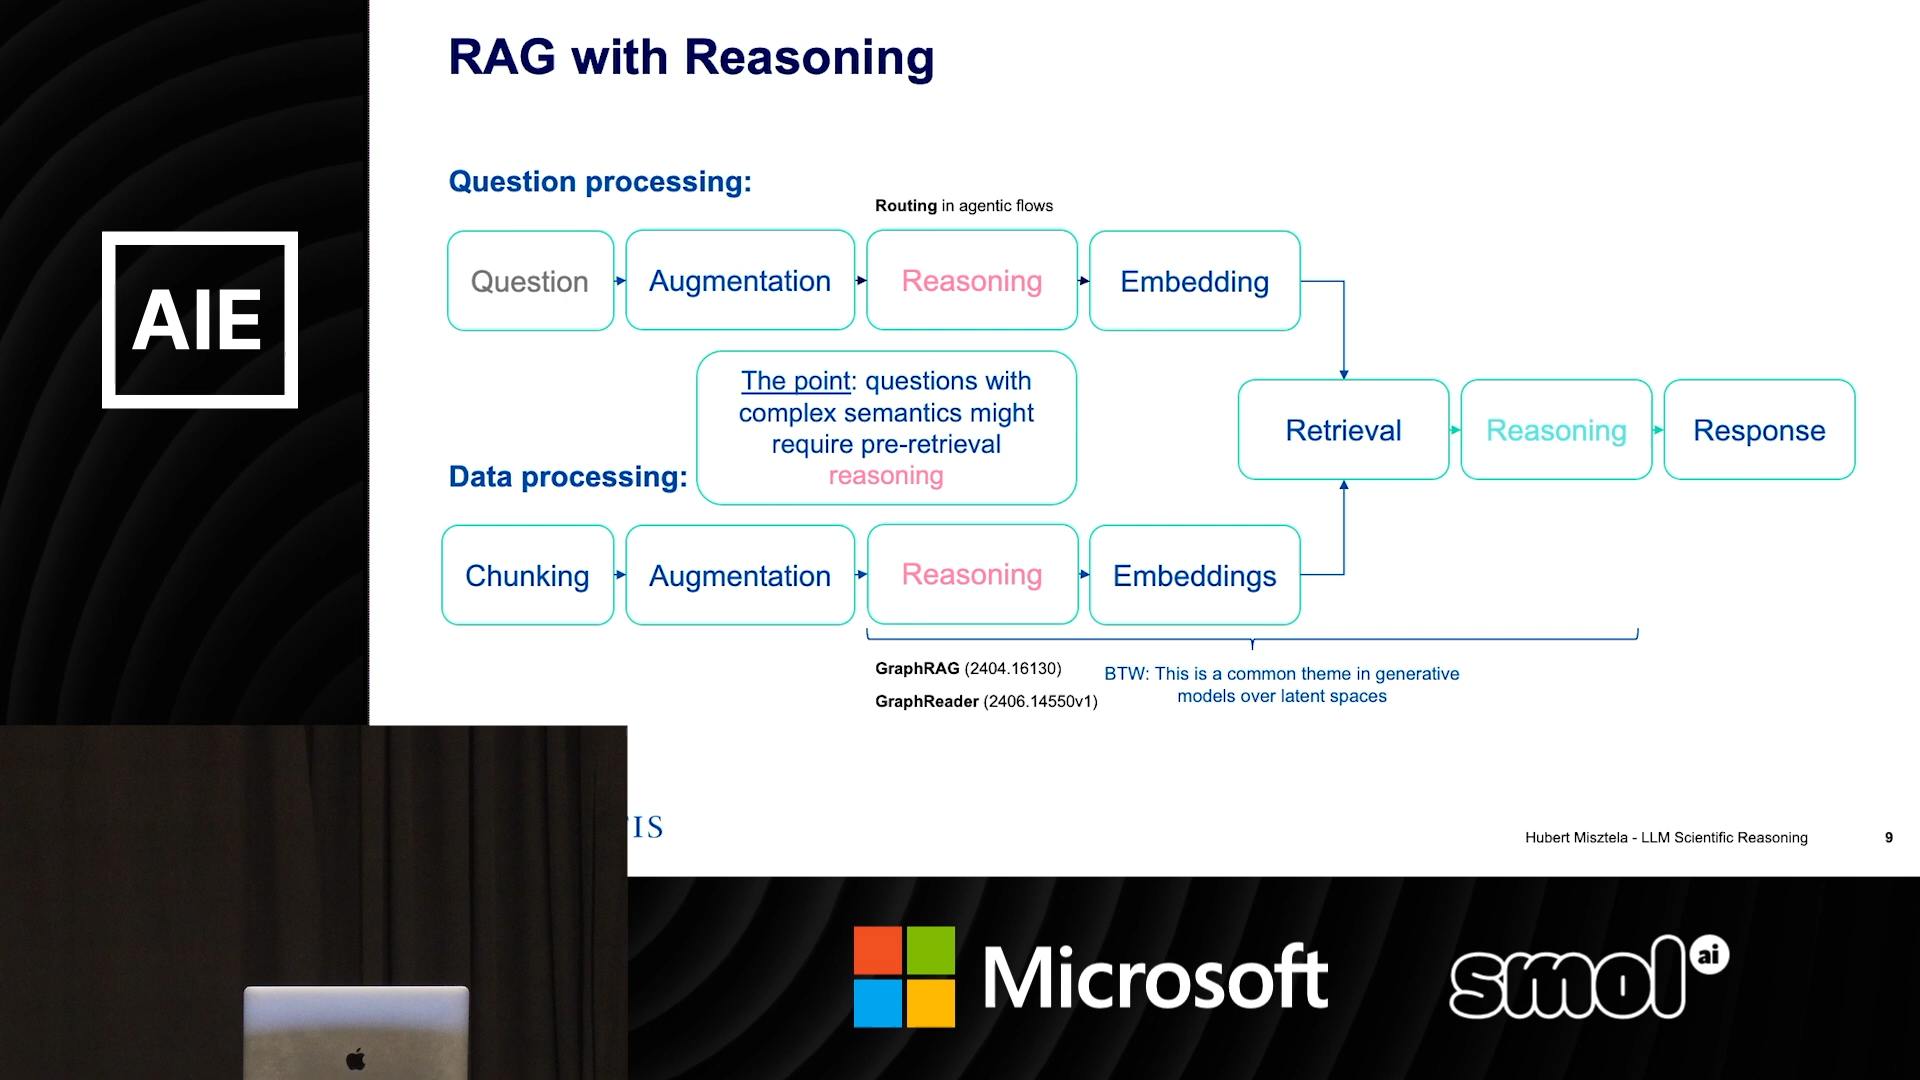 RAG with Reasoning
Question processing:
Routing in agentic flows
Question
Augmentation
Reasoning
Embedding
The point: questions with
complex semantics might
require pre-retrieval
reasoning
Retrieval
Reasoning
Response
Data processing:
Chunking
Augmentation
Reasoning
Embeddings
GraphRAG (2404.16130)
GraphReader (2406.14550v1)
BTW: This is a common theme in generative
models over latent spaces
Hubert Misztela - LLM Scientific Reasoning
9
AIE
Microsoft
smol ai